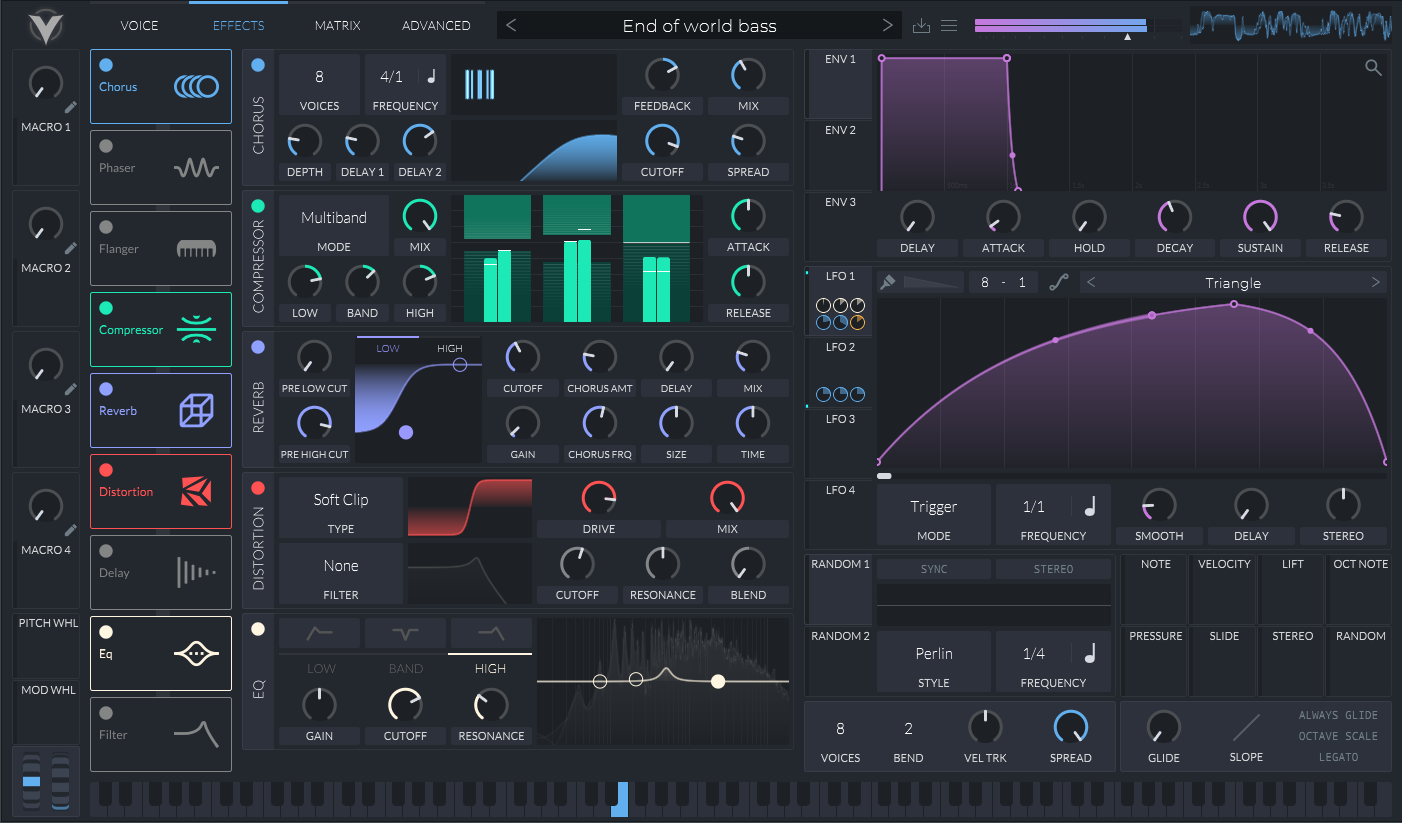 VOICE
EFFECTS
MATRIX
ADVANCED
<
End of world bass
>
MACRO 1
MACRO 2
MACRO 3
MACRO 4
PITCH WHL
MOD WHL
Chorus
Phaser
Flanger
Compressor
Reverb
Distortion
Delay
Eq
Filter
CHORUS
8
VOICES
4/1
FREQUENCY
FEEDBACK
MIX
DEPTH
DELAY 1
DELAY 2
CUTOFF
SPREAD
COMPRESSOR
Multiband
MODE
MIX
ATTACK
LOW
BAND
HIGH
RELEASE
REVERB
LOW
HIGH
PRE LOW CUT
CUTOFF
CHORUS AMT
DELAY
MIX
PRE HIGH CUT
GAIN
CHORUS FRQ
SIZE
TIME
DISTORTION
Soft Clip
TYPE
DRIVE
MIX
None
FILTER
CUTOFF
RESONANCE
BLEND
EQ
LOW
BAND
HIGH
GAIN
CUTOFF
RESONANCE
ENV 1
ENV 2
ENV 3
DELAY
ATTACK
HOLD
DECAY
SUSTAIN
RELEASE
LFO 1
LFO 2
LFO 3
LFO 4
8 - 1
<
Triangle
>
Trigger
MODE
1/1
FREQUENCY
SMOOTH
DELAY
STEREO
RANDOM 1
RANDOM 2
SYNC
STEREO
Perlin
STYLE
1/4
FREQUENCY
NOTE
VELOCITY
LIFT
OCT NOTE
PRESSURE
SLIDE
STEREO
RANDOM
8
VOICES
2
BEND
VEL TRK
SPREAD
GLIDE
SLOPE
ALWAYS GLIDE
OCTAVE SCALE
LEGATO